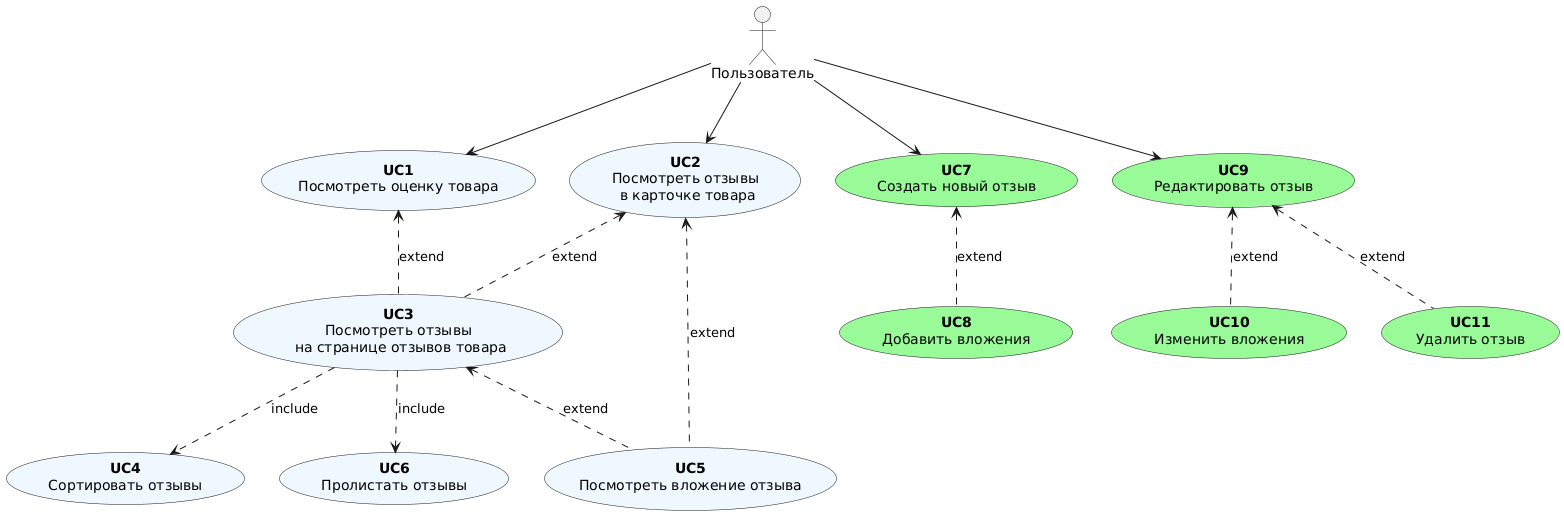 Пользователь
UC1
Посмотреть оценку товара
UC2
Посмотреть отзывы
в карточке товара
UC7
Создать новый отзыв
UC9
Редактировать отзыв
extend
extend
extend
extend
extend
UC3
Посмотреть отзывы
на странице отзывов товара
extend
UC8
Добавить вложения
UC10
Изменить вложения
UC11
Удалить отзыв
include
include
extend
UC4
Сортировать отзывы
UC6
Пролистать отзывы
UC5
Посмотреть вложение отзыва